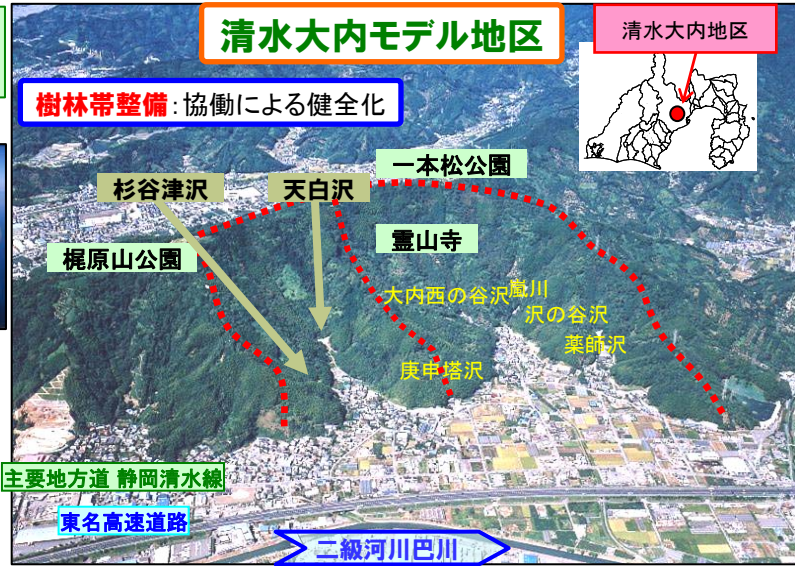 清水大内モデル地区
清水大内地区
樹林帯整備:協働による健全化
一本松公園
杉谷津沢
天白沢
霊山寺
梶原山公園
大内西の谷沢
嵐川
沢の谷沢
薬師沢
庚申塔沢
主要地方道 静岡清水線
東名高速道路
二級河川巴川